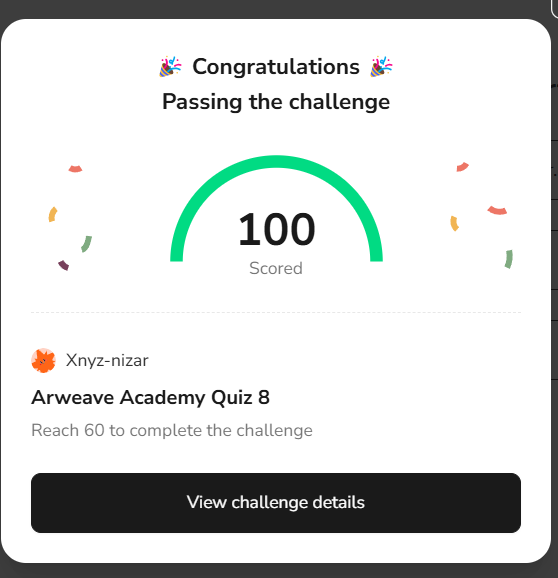 🎉 Congratulations 🎉
Passing the challenge
100
Scored
Xnyz-nizar
Arweave Academy Quiz 8
Reach 60 to complete the challenge
View challenge details